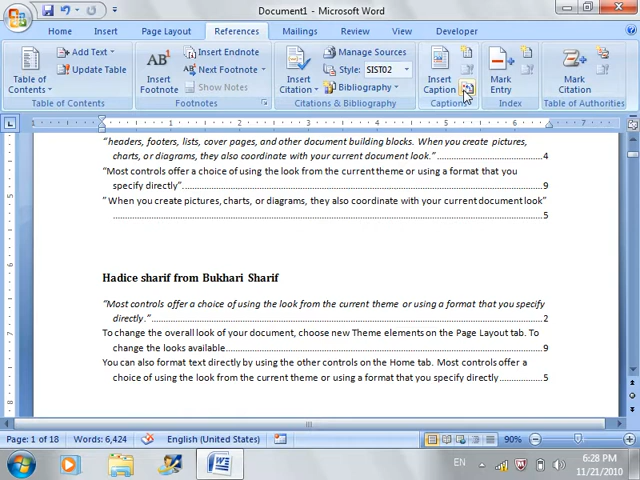 Document1 - Microsoft Word
Home Insert Page Layout References Mailings Review View Developer
Table of Contents
Add Text
Update Table
Table of Contents
AB1
Insert Footnote
Insert Endnote
Next Footnote
Show Notes
Footnotes
Insert Citation
Manage Sources
Style: SIST02
Bibliography
Citations & Bibliography
Insert Caption
Captions
Mark Entry
Index
Mark Citation
Table of Authorities
"headers, footers, lists, cover pages, and other document building blocks. When you create pictures,
charts, or diagrams, they also coordinate with your current document look." 4
"Most controls offer a choice of using the look from the current theme or using a format that you
specify directly" 9
" When you create pictures, charts, or diagrams, they also coordinate with your current document look"
5
Hadice sharif from Bukhari Sharif
"Most controls offer a choice of using the look from the current theme or using a format that you specify
directly." 2
To change the overall look of your document, choose new Theme elements on the Page Layout tab. To
change the looks available 9
You can also format text directly by using the other controls on the Home tab. Most controls offer a
choice of using the look from the current theme or using a format that you specify directly 5
Page: 1 of 18 Words: 6,424 English (United States) 90%
EN 6:28 PM
11/21/2010